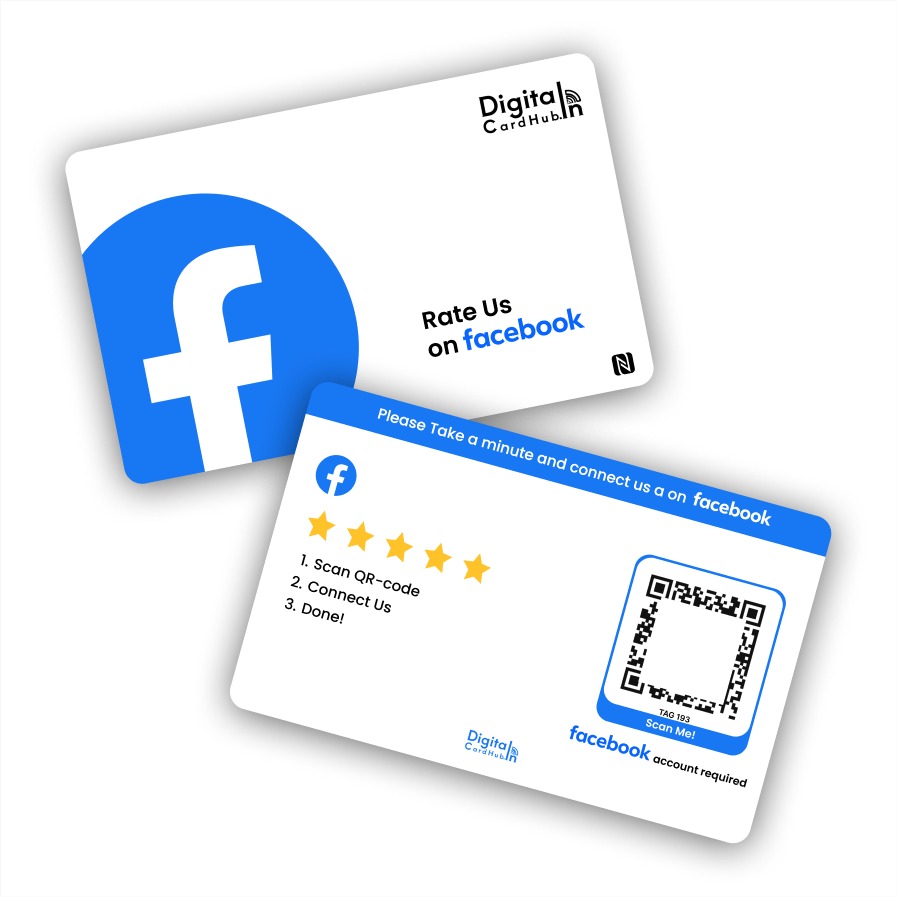 Digital In
CardHub.
Rate Us
on facebook
Please Take a minute and connect us a on facebook
1. Scan QR-code
2. Connect Us
3. Done!
TAG 193
Scan Me!
facebook account required
Digital In
CardHub.